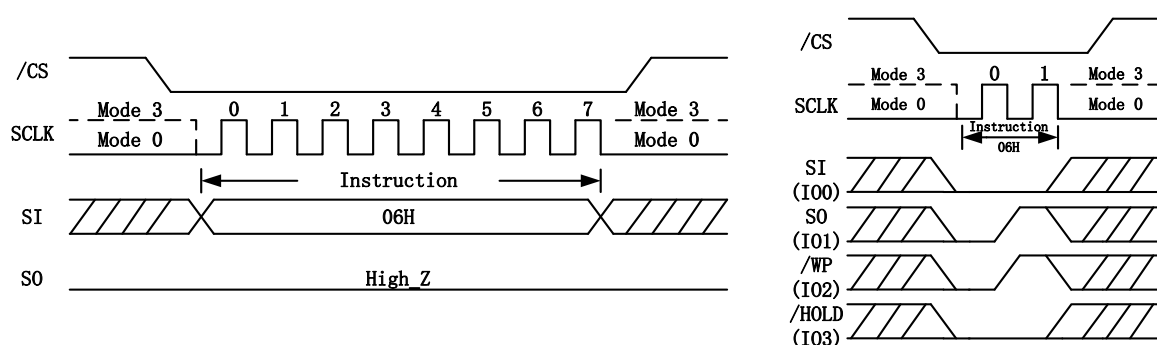 /CS
Mode 3 0 1 2 3 4 5 6 7 Mode 3
SCLK
Mode 0 Mode 0
Instruction
SI 06H
SO High_Z
/CS
Mode 3 0 1 Mode 3
SCLK Mode 0 Mode 0
Instruction
06H
SI
(IO0)
SO
(IO1)
/WP
(IO2)
/HOLD
(IO3)